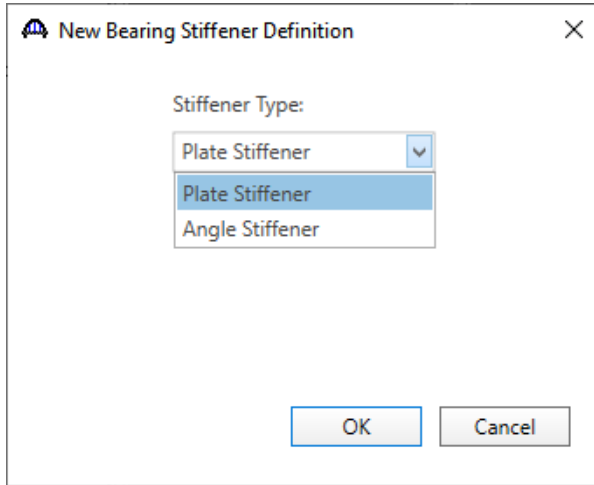 New Bearing Stiffener Definition
Stiffener Type:
Plate Stiffener
Plate Stiffener
Angle Stiffener
OK Cancel